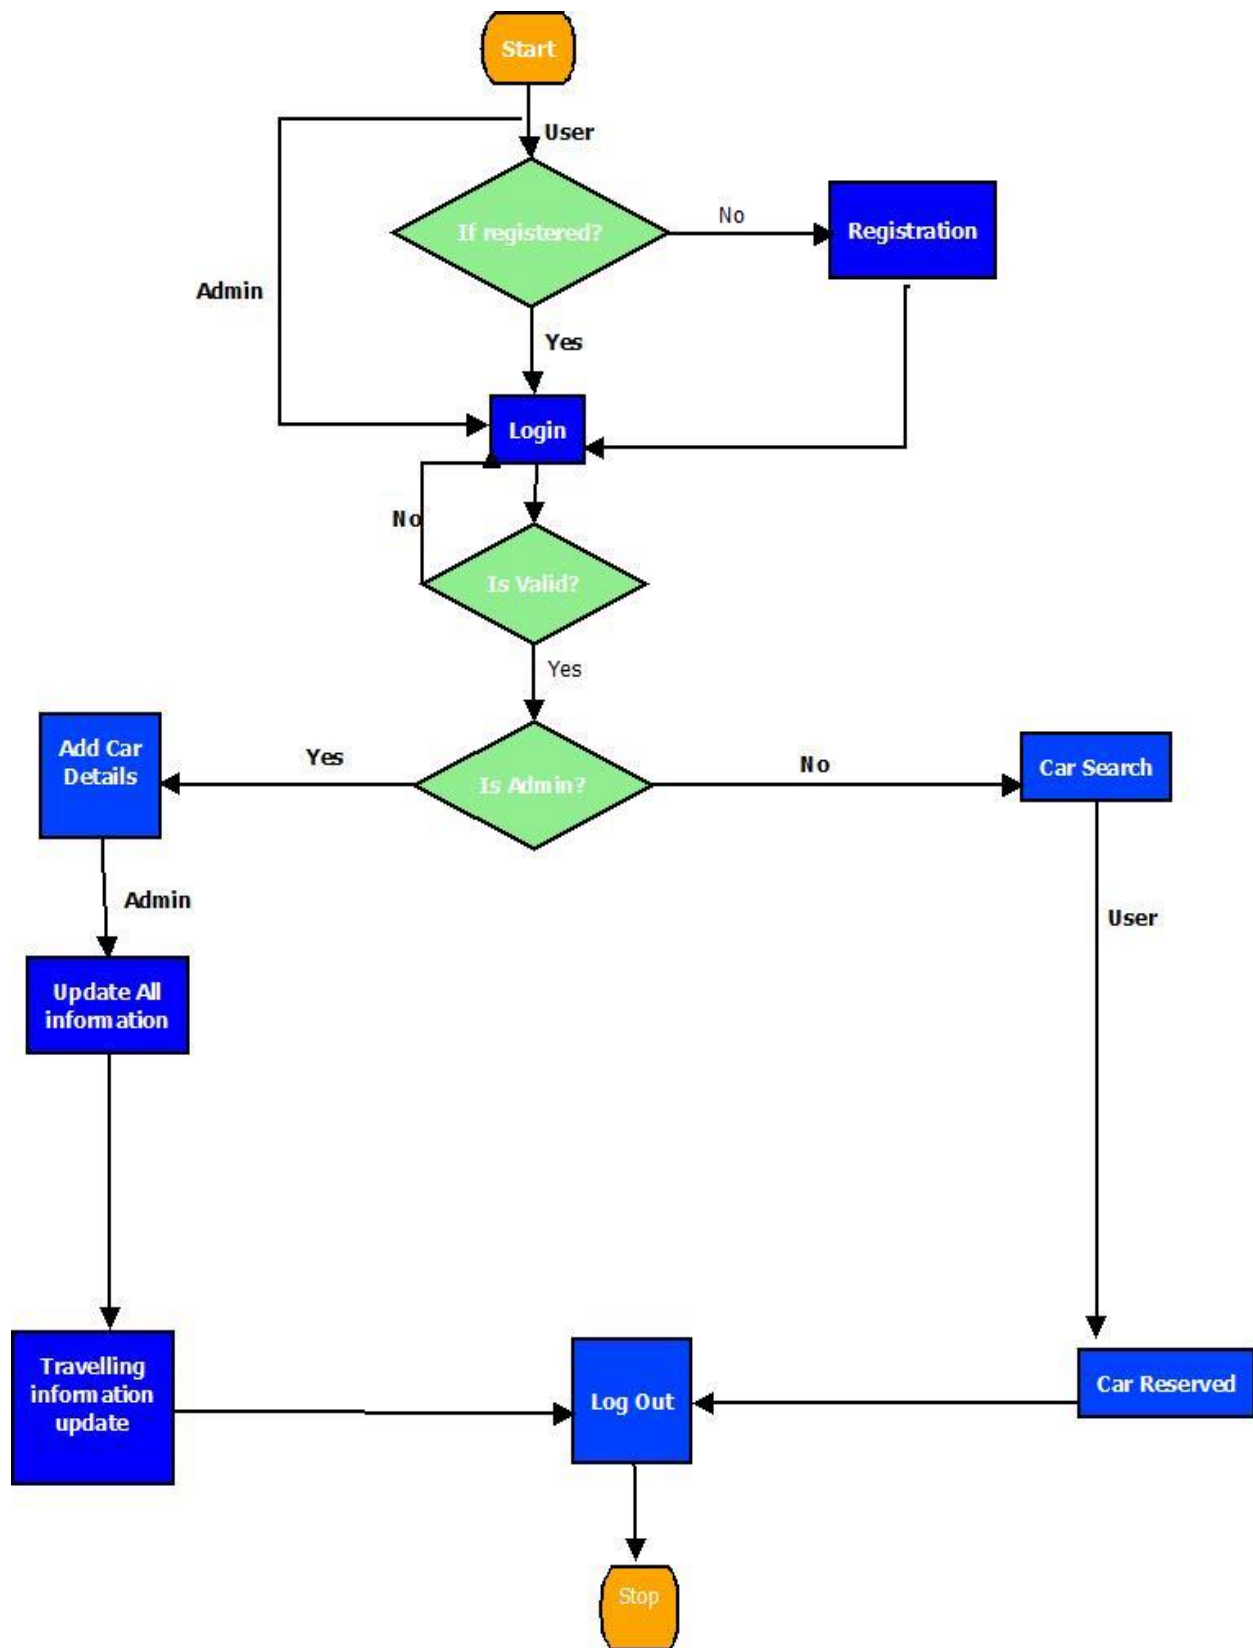 Start
User
If registered?
No
Registration
Admin
Yes
Login
No
Is Valid?
Yes
Add Car
Details
Yes
Is Admin?
No
Car Search
Admin
User
Update All
information
Travelling
information
update
Log Out
Car Reserved
Stop